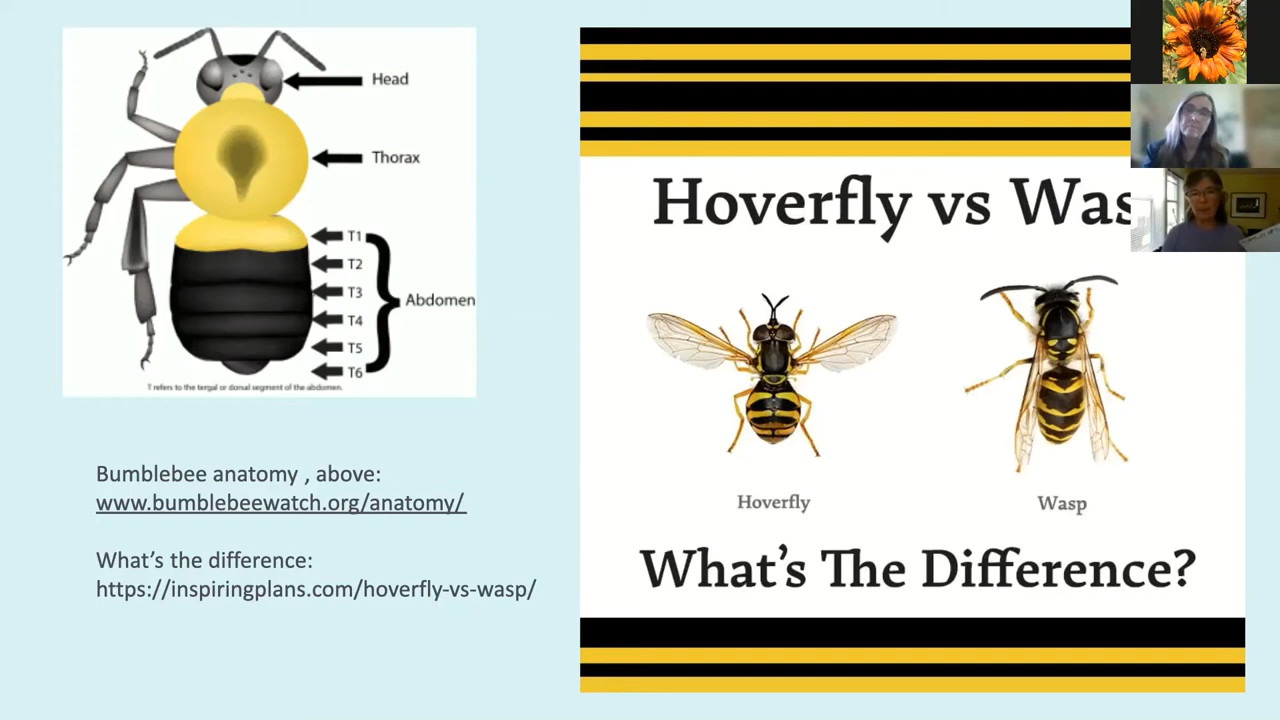 Head
Thorax
T1
T2
T3
T4
T5
T6
Abdomen
T refers to the tergal or dorsal segment of the abdomen.
Bumblebee anatomy , above:
www.bumblebeewatch.org/anatomy/
What's the difference:
https://inspiringplans.com/hoverfly-vs-wasp/
Hoverfly vs Was
Hoverfly
Wasp
What's The Difference?